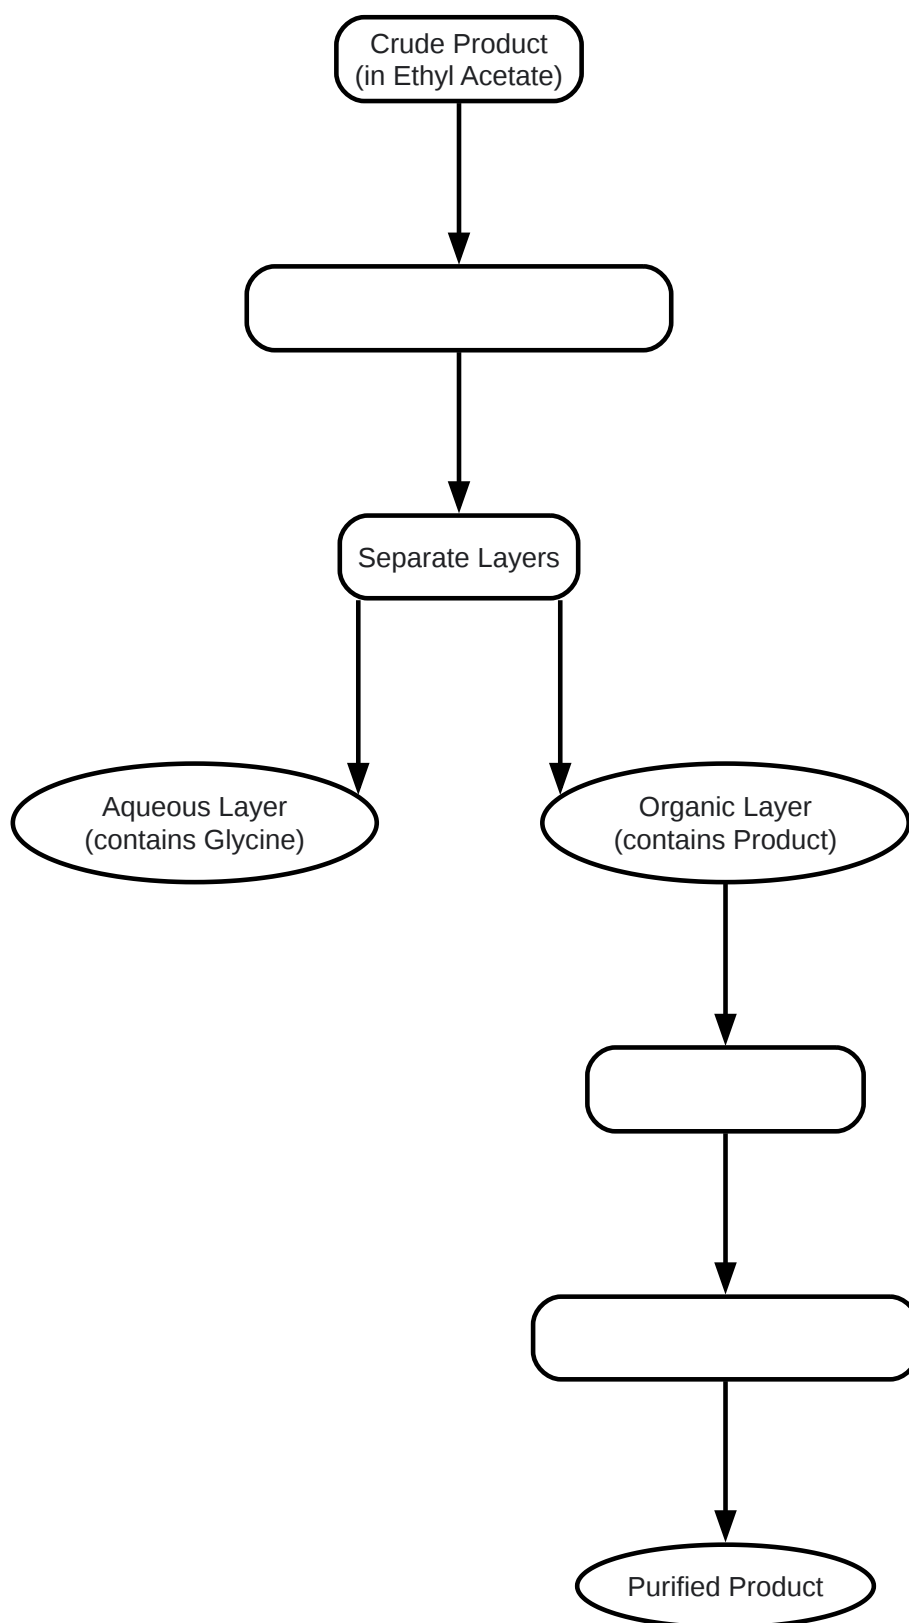 Crude Product
(in Ethyl Acetate)
Separate Layers
Aqueous Layer
(contains Glycine)
Organic Layer
(contains Product)
Purified Product